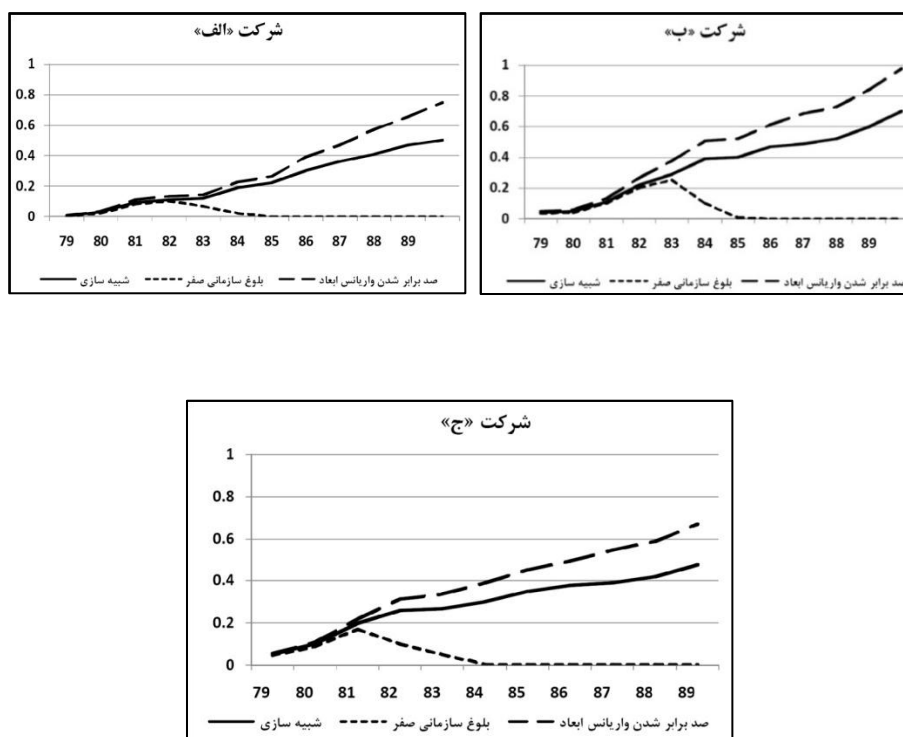 شرکت «الف»
1
0.8
0.6
0.4
0.2
0
79 80 81 82 83 84 85 86 87 88 89
شبیه سازی بلوغ سازمانی صفر صد برابر شدن واریانس ابعاد
شرکت «ب»
1
0.8
0.6
0.4
0.2
0
79 80 81 82 83 84 85 86 87 88 89
شبیه سازی بلوغ سازمانی صفر صد برابر شدن واریانس ابعاد
شرکت «ج»
1
0.8
0.6
0.4
0.2
0
79 80 81 82 83 84 85 86 87 88 89
شبیه سازی بلوغ سازمانی صفر صد برابر شدن واریانس ابعاد